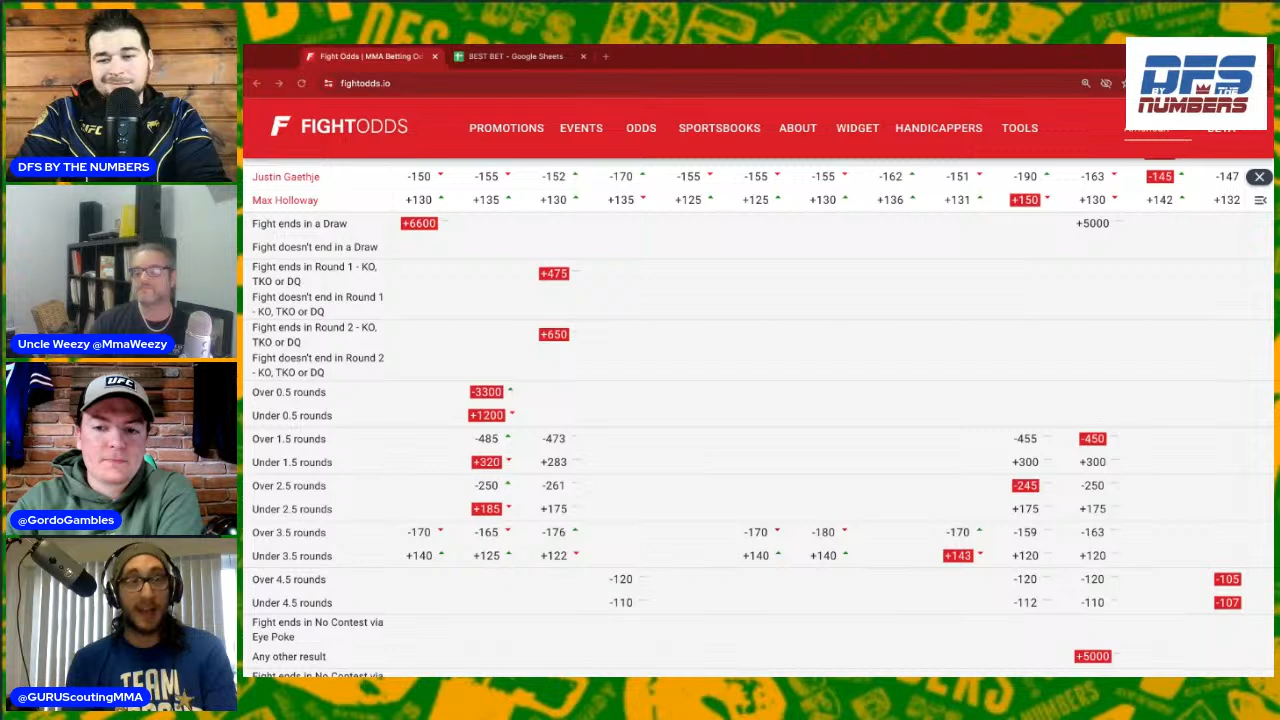 DFS BY THE NUMBERS
Uncle Weezy @MmaWeezy
UFC
@GordoGambles
TEAM
@GURUScoutingMMA
Fight Odds | MMA Betting Od
BEST BET - Google Sheets
fightodds.io
DFS
BY THE
NUMBERS
FIGHTODDS PROMOTIONS EVENTS ODDS SPORTSBOOKS ABOUT WIDGET HANDICAPPERS TOOLS
Justin Gaethje -150 -155 -152 -170 -155 -155 -155 -162 -151 -190 -163 -145 -147
Max Holloway +130 +135 +130 +135 +125 +125 +130 +136 +131 +150 +130 +142 +132
Fight ends in a Draw +6600 +5000
Fight doesn't end in a Draw
Fight ends in Round 1 - KO,
TKO or DQ +475
Fight doesn't end in Round 1
- KO, TKO or DQ
Fight ends in Round 2 - KO,
TKO or DQ +650
Fight doesn't end in Round 2
- KO, TKO or DQ
Over 0.5 rounds -3300
Under 0.5 rounds +1200
Over 1.5 rounds -485 -473 -455 -450
Under 1.5 rounds +320 +283 +300 +300
Over 2.5 rounds -250 -261 -245 -250
Under 2.5 rounds +185 +175 +175 +175
Over 3.5 rounds -170 -165 -176 -170 -180 -170 -159 -163
Under 3.5 rounds +140 +125 +122 +140 +140 +143 +120 +120
Over 4.5 rounds -120 -120 -120 -105
Under 4.5 rounds -110 -112 -110 -107
Fight ends in No Contest via
Eye Poke
Any other result +5000
Fight ends in No Contest via